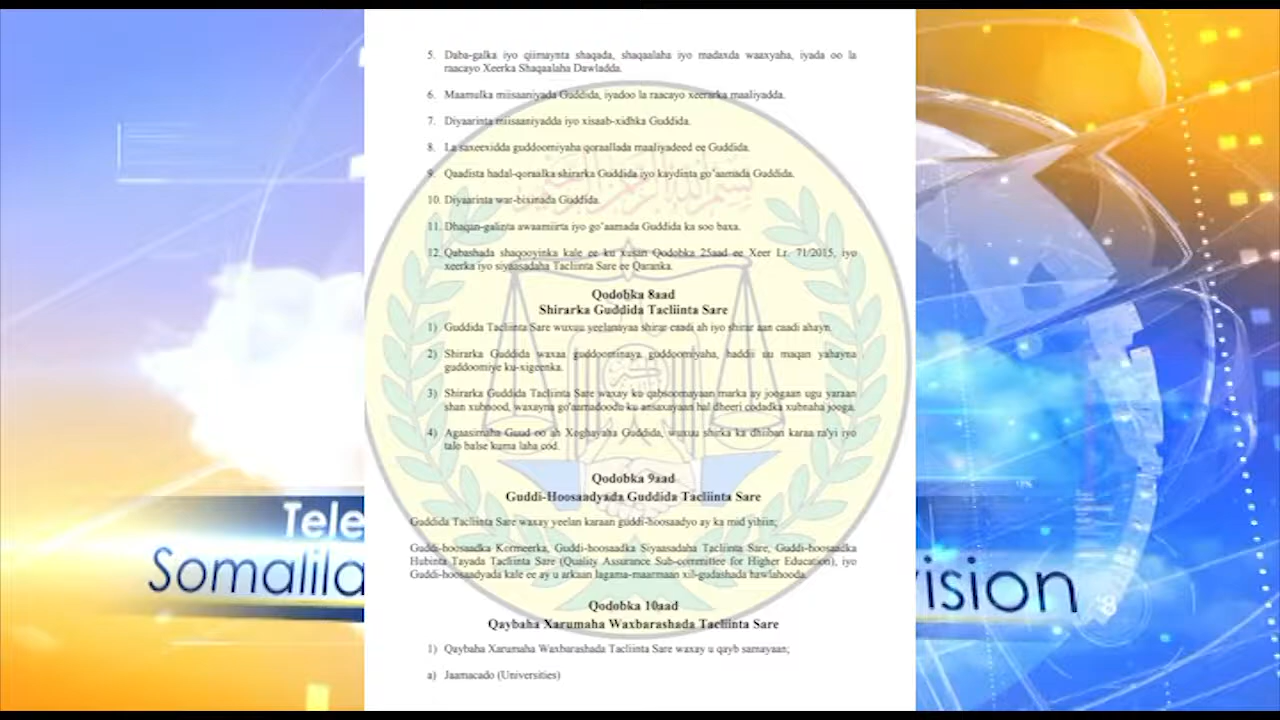 5. Daba-galka iyo qiimaynta shaqada, shaqaalaha iyo madaxda waaxyaha, iyada oo la
raacayo Xeerka Shaqaalaha Dawladda.
6. Maamulka miisaaniyada Guddida, iyadoo la raacayo xeerarka maaliyadda.
7. Diyaarinta miisaaniyadda iyo xisaab-xidhka Guddida.
8. La saxeexidda guddoomiyaha qoraallada maaliyadeed ee Guddida.
9. Qaadista hadal-qoraalka shirarka Guddida iyo kaydinta go'aamada Guddida.
10. Diyaarinta war-bixinada Guddida.
11. Dhaqan-galinta awaamiirta iyo go'aamada Guddida ka soo baxa.
12. Qabashada shaqooyinka kale ee ku xusan Qodobka 25aad ee Xeer Lr. 71/2015, iyo
xeerka iyo siyaasadaha Tacliinta Sare ee Qaranka.
Qodobka 8aad
Shirarka Guddida Tacliinta Sare
1) Guddida Tacliinta Sare wuxuu yeelanayaa shirar caadi ah iyo shirar aan caadi ahayn.
2) Shirarka Guddida waxaa guddoominaya guddoomiyaha, haddii uu maqan yahayna
guddoomiye ku-xigeenka.
3) Shirarka Guddida Tacliinta Sare waxay ku qabsoomayaan marka ay joogaan ugu yaraan
shan xubnood, waxayna go'aamadoodu ku ansaxayaan hal dheeri codadka xubnaha jooga.
4) Agaasimaha Guud oo ah Xoghayaha Guddida, wuxuu shirka ka dhiiban karaa ra'yi iyo
talo balse kuma laha cod.
Qodobka 9aad
Guddi-Hoosaadyada Guddida Tacliinta Sare
Guddida Tacliinta Sare waxay yeelan karaan guddi-hoosaadyo ay ka mid yihiin;
Guddi-hoosaadka Kormeerka, Guddi-hoosaadka Siyaasadaha Tacliinta Sare, Guddi-hoosaadka
Hubinta Tayada Tacliinta Sare (Quality Assurance Sub-committee for Higher Education), iyo
Guddi-hoosaadyada kale ee ay u arkaan lagama-maarmaan xil-gudashada hawlahooda.
Qodobka 10aad
Qaybaha Xarumaha Waxbarashada Tacliinta Sare
1) Qaybaha Xarumaha Waxbarashada Tacliinta Sare waxay u qayb samayaan;
a) Jaamacado (Universities)
بسم الله الرحمن الرحيم
Tele
Somalila
ision